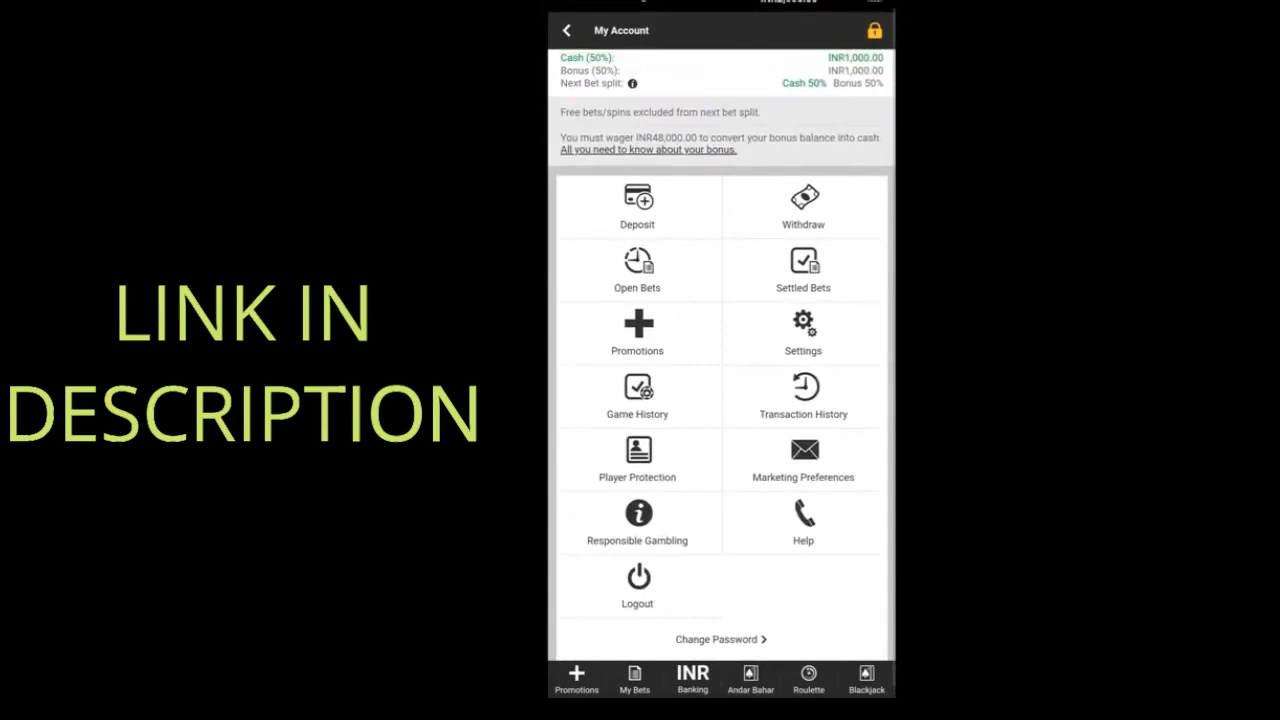 My Account
Cash (50%): INR1,000.00
Bonus (50%): INR1,000.00
Next Bet split: Cash 50% Bonus 50%
Free bets/spins excluded from next bet split.
You must wager INR48,000.00 to convert your bonus balance into cash.
All you need to know about your bonus.
Deposit Withdraw
Open Bets Settled Bets
LINK IN
DESCRIPTION
Promotions Settings
Game History Transaction History
Player Protection Marketing Preferences
Responsible Gambling Help
Logout
Change Password
INR
Promotions My Bets Banking Andar Bahar Roulette Blackjack